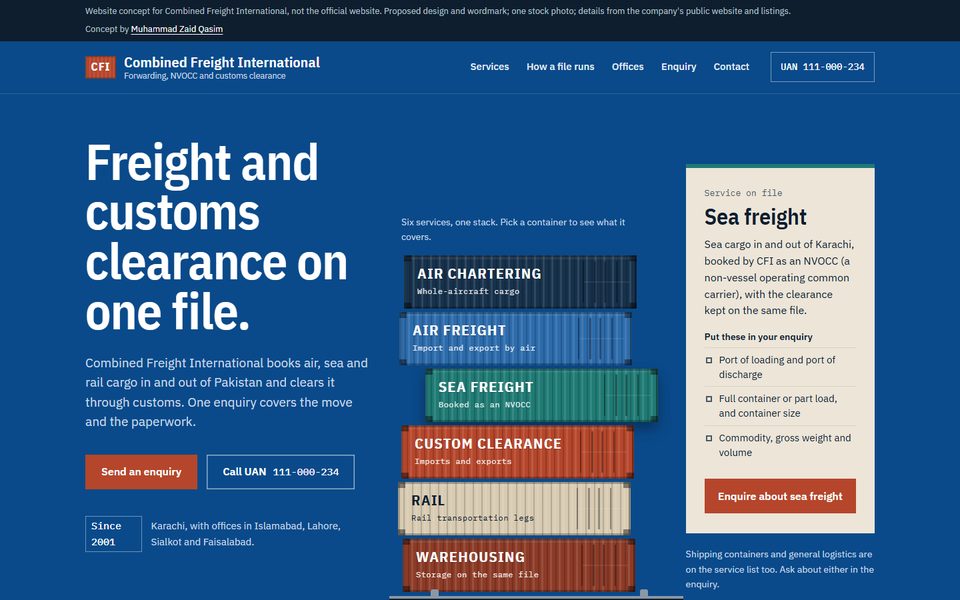 Website concept for Combined Freight International, not the official website. Proposed design and wordmark; one stock photo; details from the company's public website and listings.
Concept by Muhammad Zaid Qasim
CFI
Combined Freight International
Forwarding, NVOCC and customs clearance
Services
How a file runs
Offices
Enquiry
Contact
UAN 111-000-234
Freight and
customs
clearance on
one file.
Combined Freight International books air, sea and
rail cargo in and out of Pakistan and clears it
through customs. One enquiry covers the move
and the paperwork.
Send an enquiry
Call UAN 111-000-234
Since
2001
Karachi, with offices in Islamabad, Lahore,
Sialkot and Faisalabad.
Six services, one stack. Pick a container to see what it
covers.
AIR CHARTERING
Whole-aircraft cargo
AIR FREIGHT
Import and export by air
SEA FREIGHT
Booked as an NVOCC
CUSTOM CLEARANCE
Imports and exports
RAIL
Rail transportation legs
WAREHOUSING
Storage on the same file
Service on file
Sea freight
Sea cargo in and out of Karachi,
booked by CFI as an NVOCC (a
non-vessel operating common
carrier), with the clearance
kept on the same file.
Put these in your enquiry
Port of loading and port of
discharge
Full container or part load,
and container size
Commodity, gross weight and
volume
Enquire about sea freight
Shipping containers and general logistics are
on the service list too. Ask about either in the
enquiry.